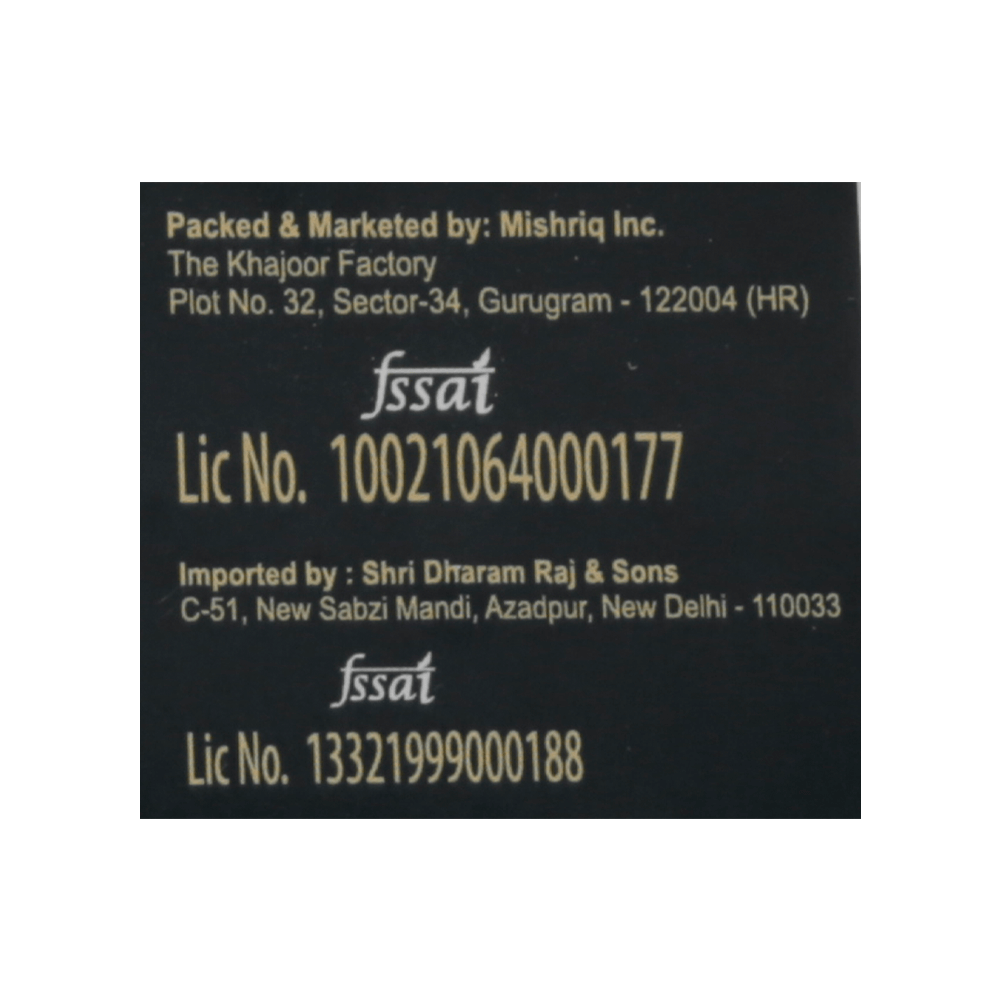 Packed & Marketed by: Mishriq Inc.
The Khajoor Factory
Plot No. 32, Sector-34, Gurugram - 122004 (HR)
fssai
Lic No. 10021064000177
Imported by : Shri Dharam Raj & Sons
C-51, New Sabzi Mandi, Azadpur, New Delhi - 110033
fssai
Lic No. 13321999000188